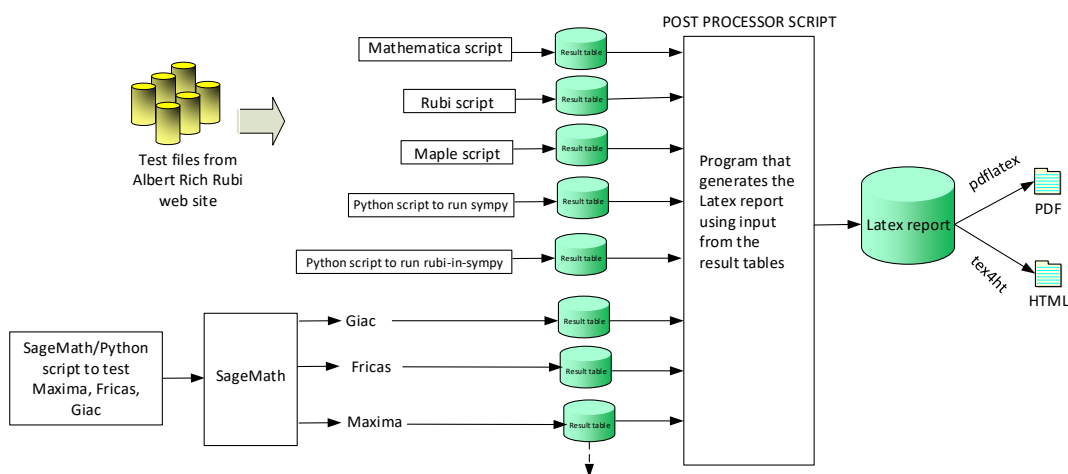 POST PROCESSOR SCRIPT
Mathematica script
Result table
Rubi script
Result table
Maple script
Result table
Python script to run sympy
Result table
Python script to run rubi-in-sympy
Result table
Test files from
Albert Rich Rubi
web site
SageMath/Python
script to test
Maxima, Fricas,
Giac
SageMath
Giac
Result table
Fricas
Result table
Maxima
Result table
Program that
generates the
Latex report
using input
from the
result tables
Latex report
pdflatex
PDF
tex4ht
HTML